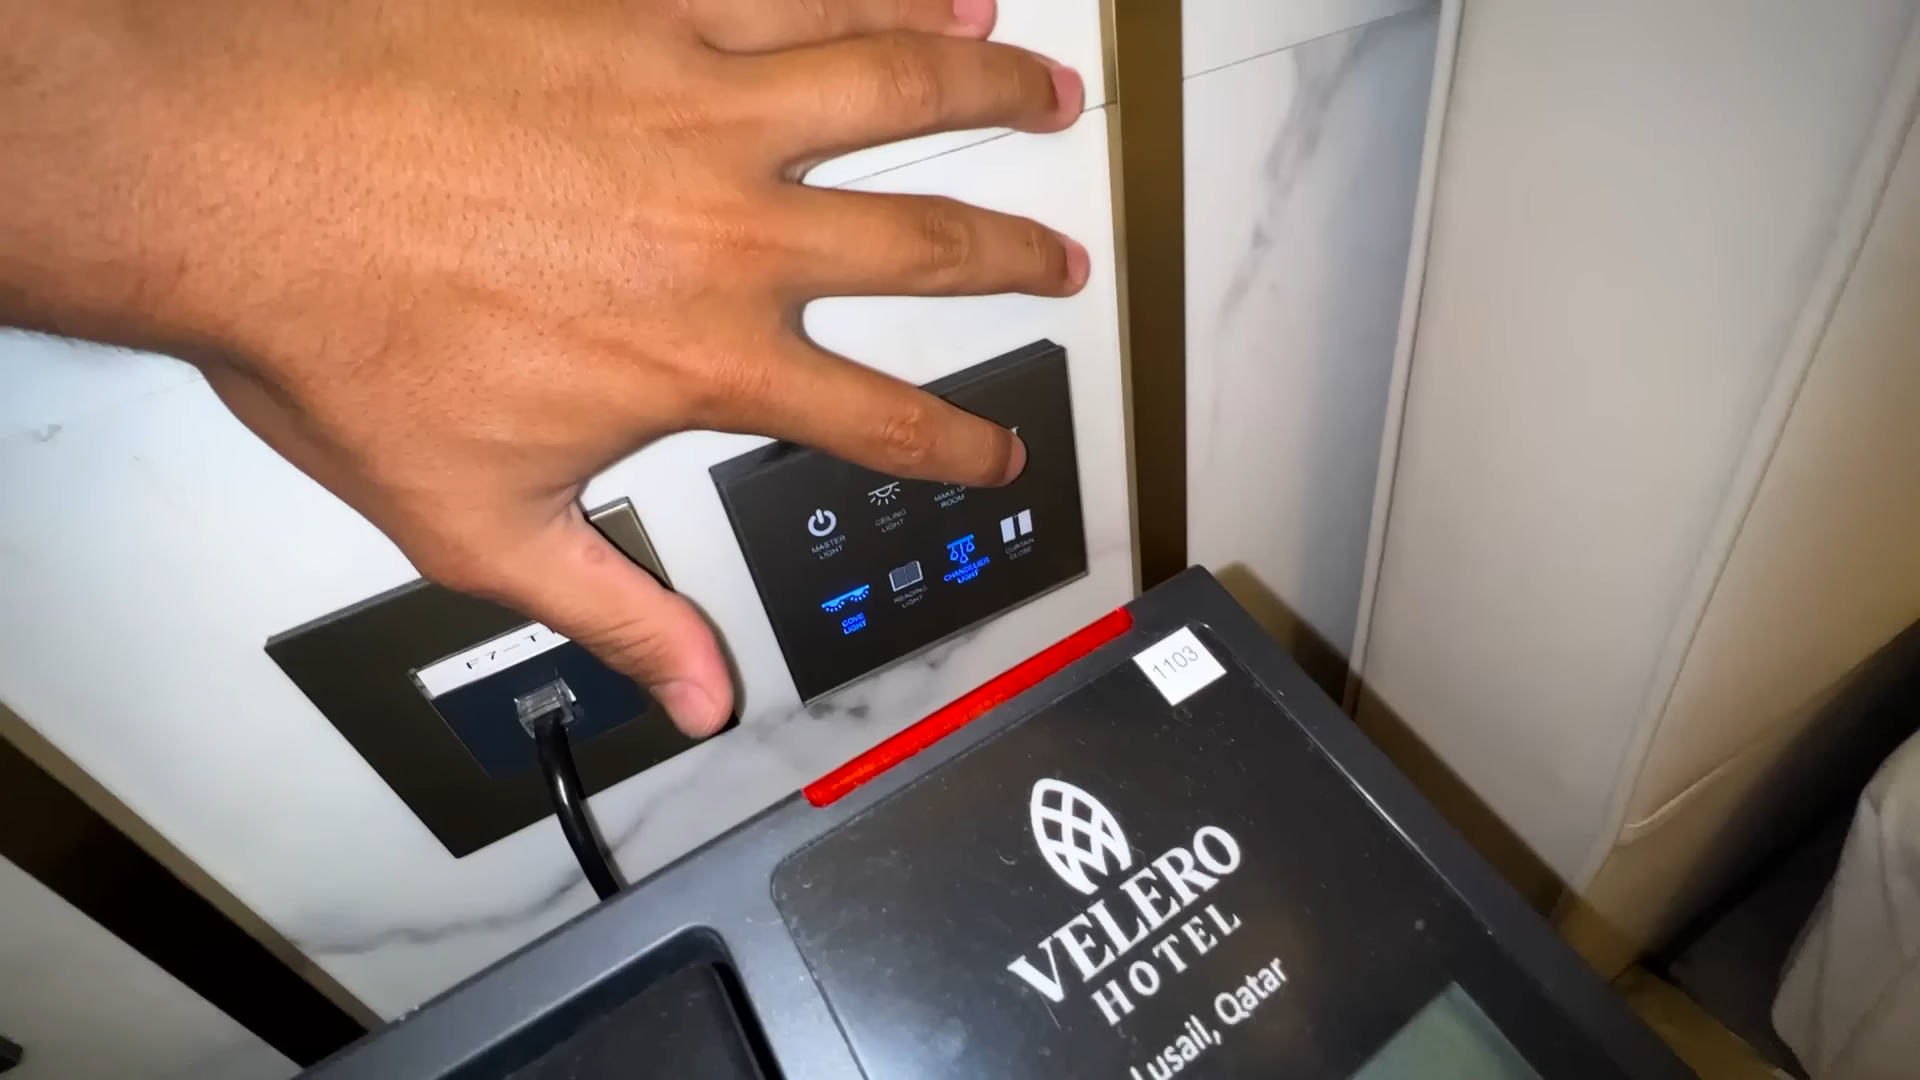 MASTER
LIGHT
CEILING
LIGHT
MAKE UP
ROOM
COVE
LIGHT
READING
LIGHT
CHANDELIER
LIGHT
CURTAIN
CLOSE
1103
VELERO
HOTEL
Lusail, Qatar